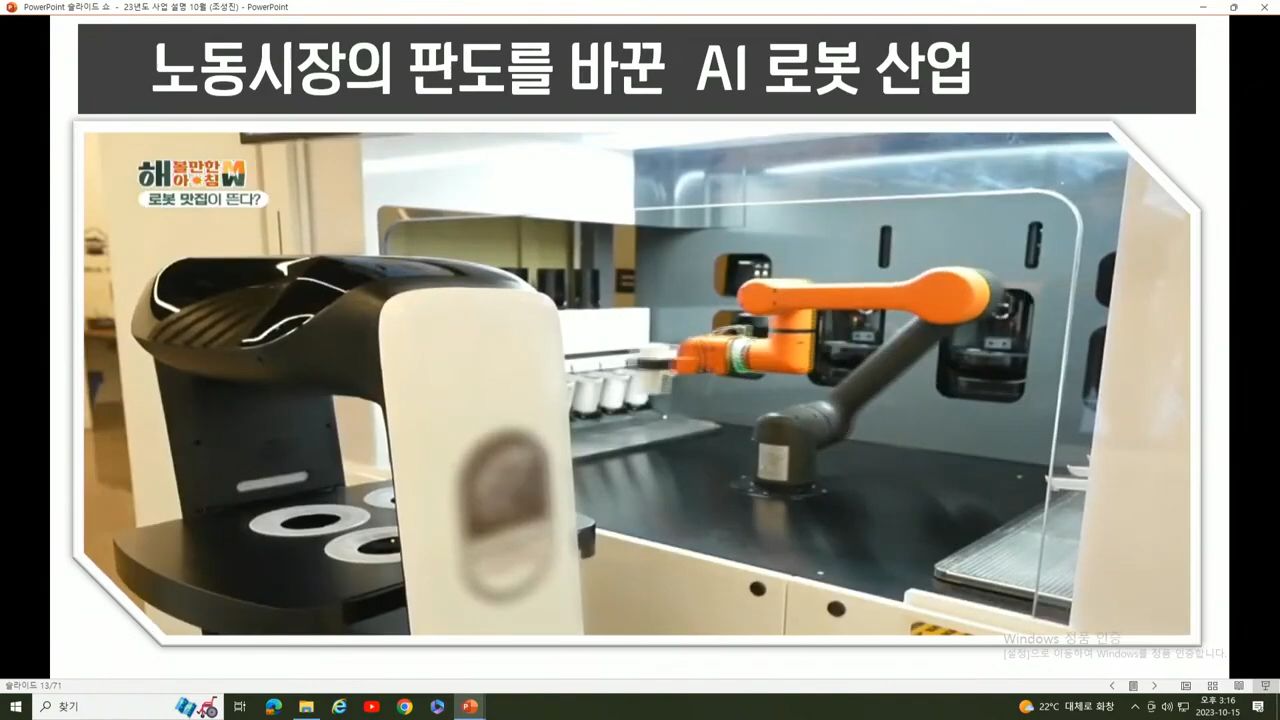 PowerPoint 슬라이드 쇼 - 23년도 사업 설명 10월 (조성진) - PowerPoint
노동시장의 판도를 바꾼 AI 로봇 산업
해볼만한아침M
로봇 맛집이 뜬다?
Windows 정품 인증
[설정]으로 이동하여 Windows를 정품 인증합니다.
슬라이드 13/71
찾기
22°C 대체로 화창
오후 3:16
2023-10-15